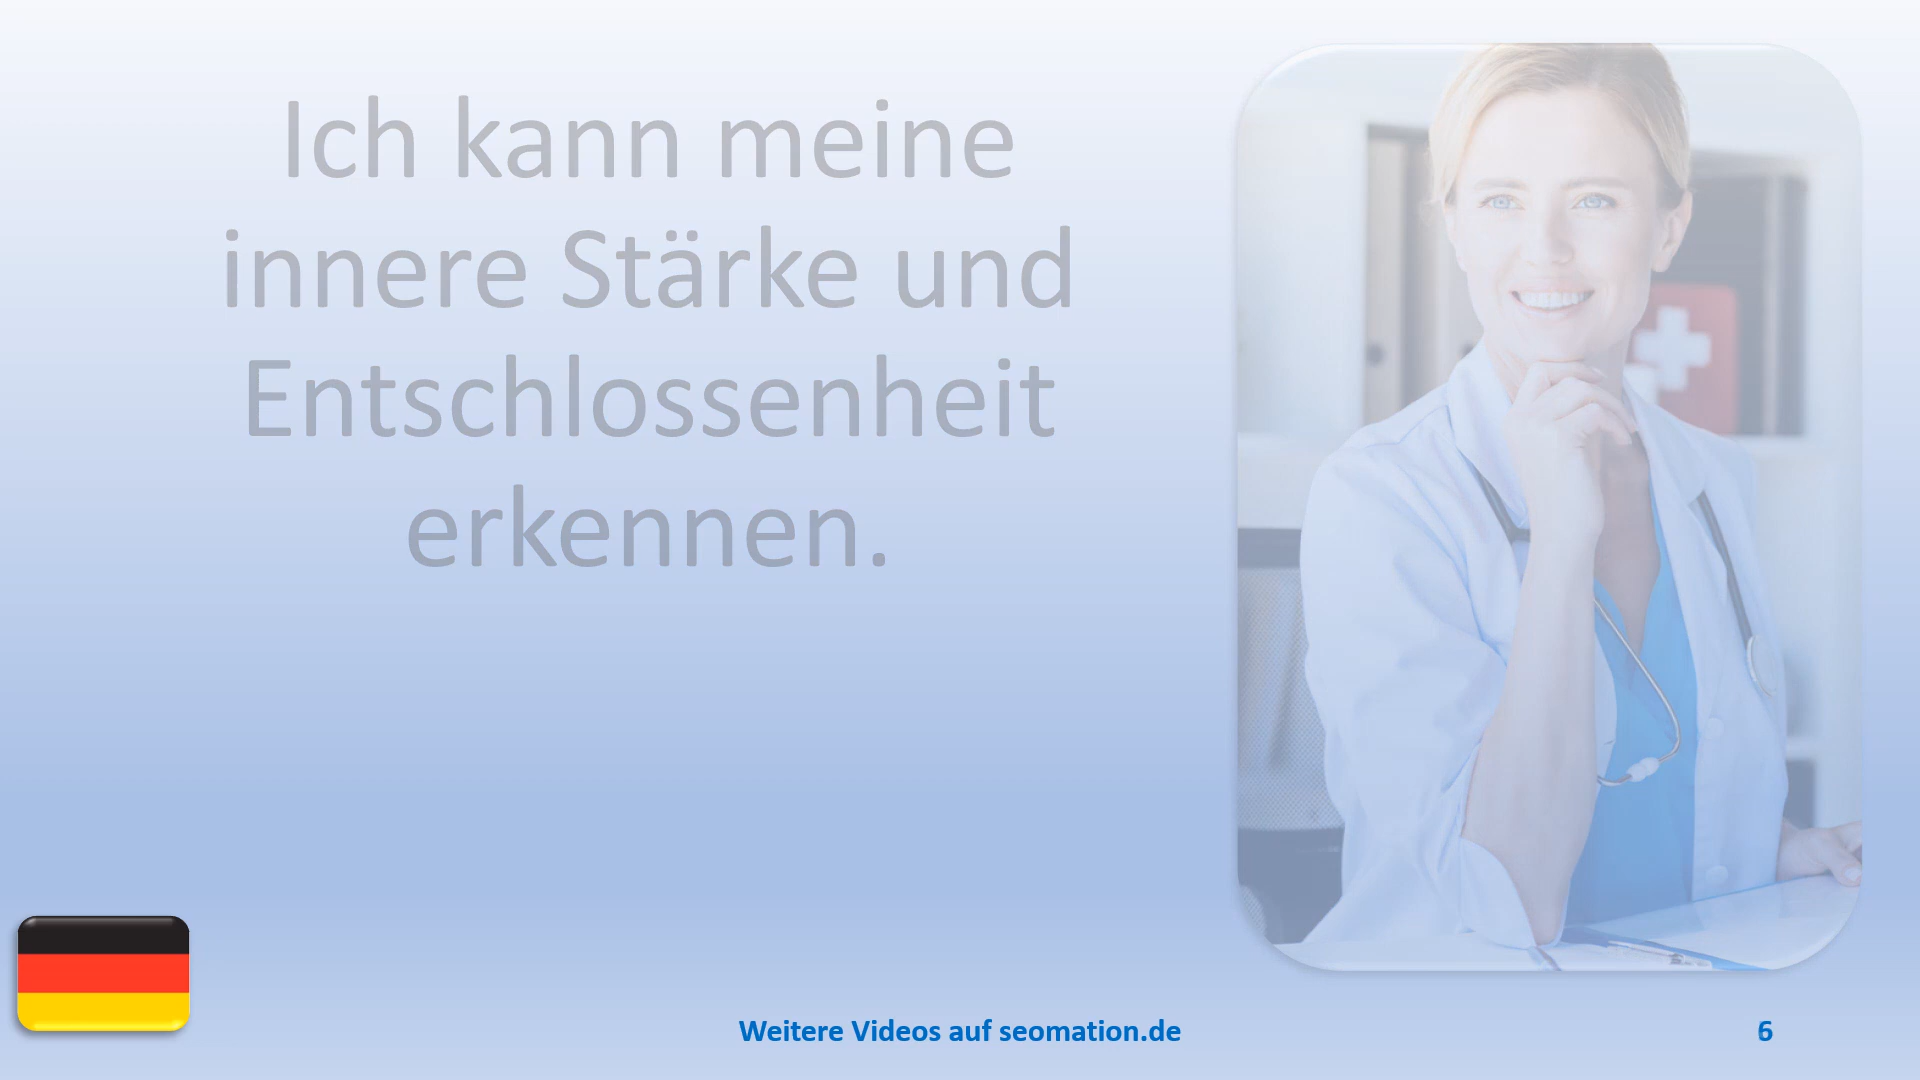 Ich kann meine
innere Stärke und
Entschlossenheit
erkennen.
Weitere Videos auf seomation.de
6